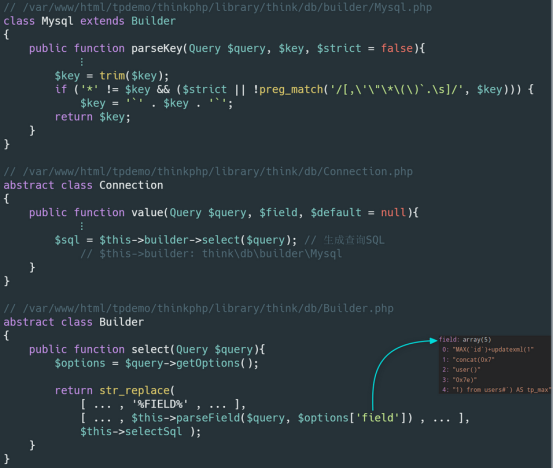 // /var/www/html/tpdemo/thinkphp/library/think/db/builder/Mysql.php
class Mysql extends Builder
{
    public function parseKey(Query $query, $key, $strict = false){
            ⋮
        $key = trim($key);
        if ('*' != $key && ($strict || !preg_match('/[,\'\"\*\(\)`.\s]/', $key))) {
            $key = '`' . $key . '`';
        return $key;
    }
}
// /var/www/html/tpdemo/thinkphp/library/think/db/Connection.php
abstract class Connection
{
    public function value(Query $query, $field, $default = null){
            ⋮
        $sql = $this->builder->select($query); // 生成查询SQL
            // $this->builder: think\db\builder\Mysql
    }
}
// /var/www/html/tpdemo/thinkphp/library/think/db/Builder.php
abstract class Builder
{
    public function select(Query $query){
        $options = $query->getOptions();
        return str_replace(
            [ ... , '%FIELD%' , ... ],
            [ ... , $this->parseField($query, $options['field']) , ... ],
            $this->selectSql );
    }
}
field: array(5)
0: "MAX(`id`)+updatexml(1"
1: "concat(0x7"
2: "user()"
3: "0x7e)"
4: "1) from users#`) AS tp_max"